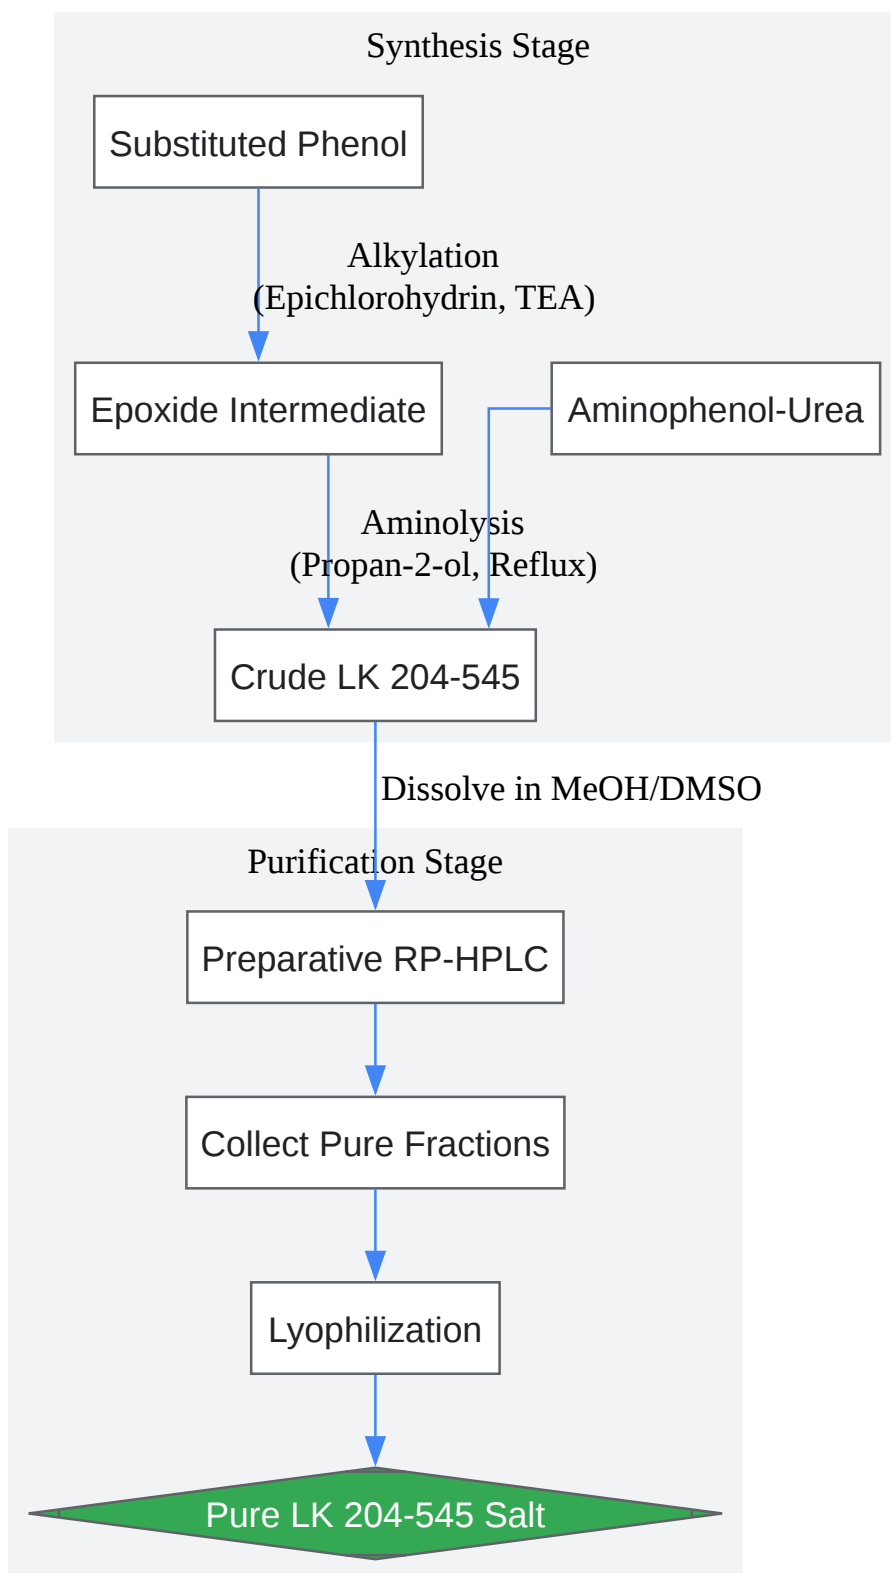 Synthesis Stage
Substituted Phenol
Alkylation
(Epichlorohydrin, TEA)
Epoxide Intermediate
Aminophenol-Urea
Aminolysis
(Propan-2-ol, Reflux)
Crude LK 204-545
Dissolve in MeOH/DMSO
Purification Stage
Preparative RP-HPLC
Collect Pure Fractions
Lyophilization
Pure LK 204-545 Salt